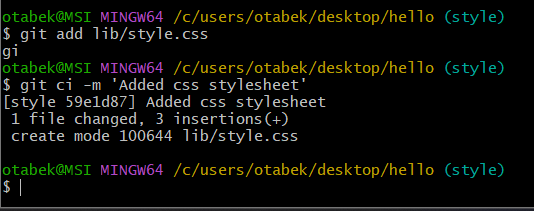 otabek@MSI MINGW64 /c/users/otabek/desktop/hello (style)
$ git add lib/style.css
gi
otabek@MSI MINGW64 /c/users/otabek/desktop/hello (style)
$ git ci -m 'Added css stylesheet'
[style 59e1d87] Added css stylesheet
 1 file changed, 3 insertions(+)
 create mode 100644 lib/style.css

otabek@MSI MINGW64 /c/users/otabek/desktop/hello (style)
$